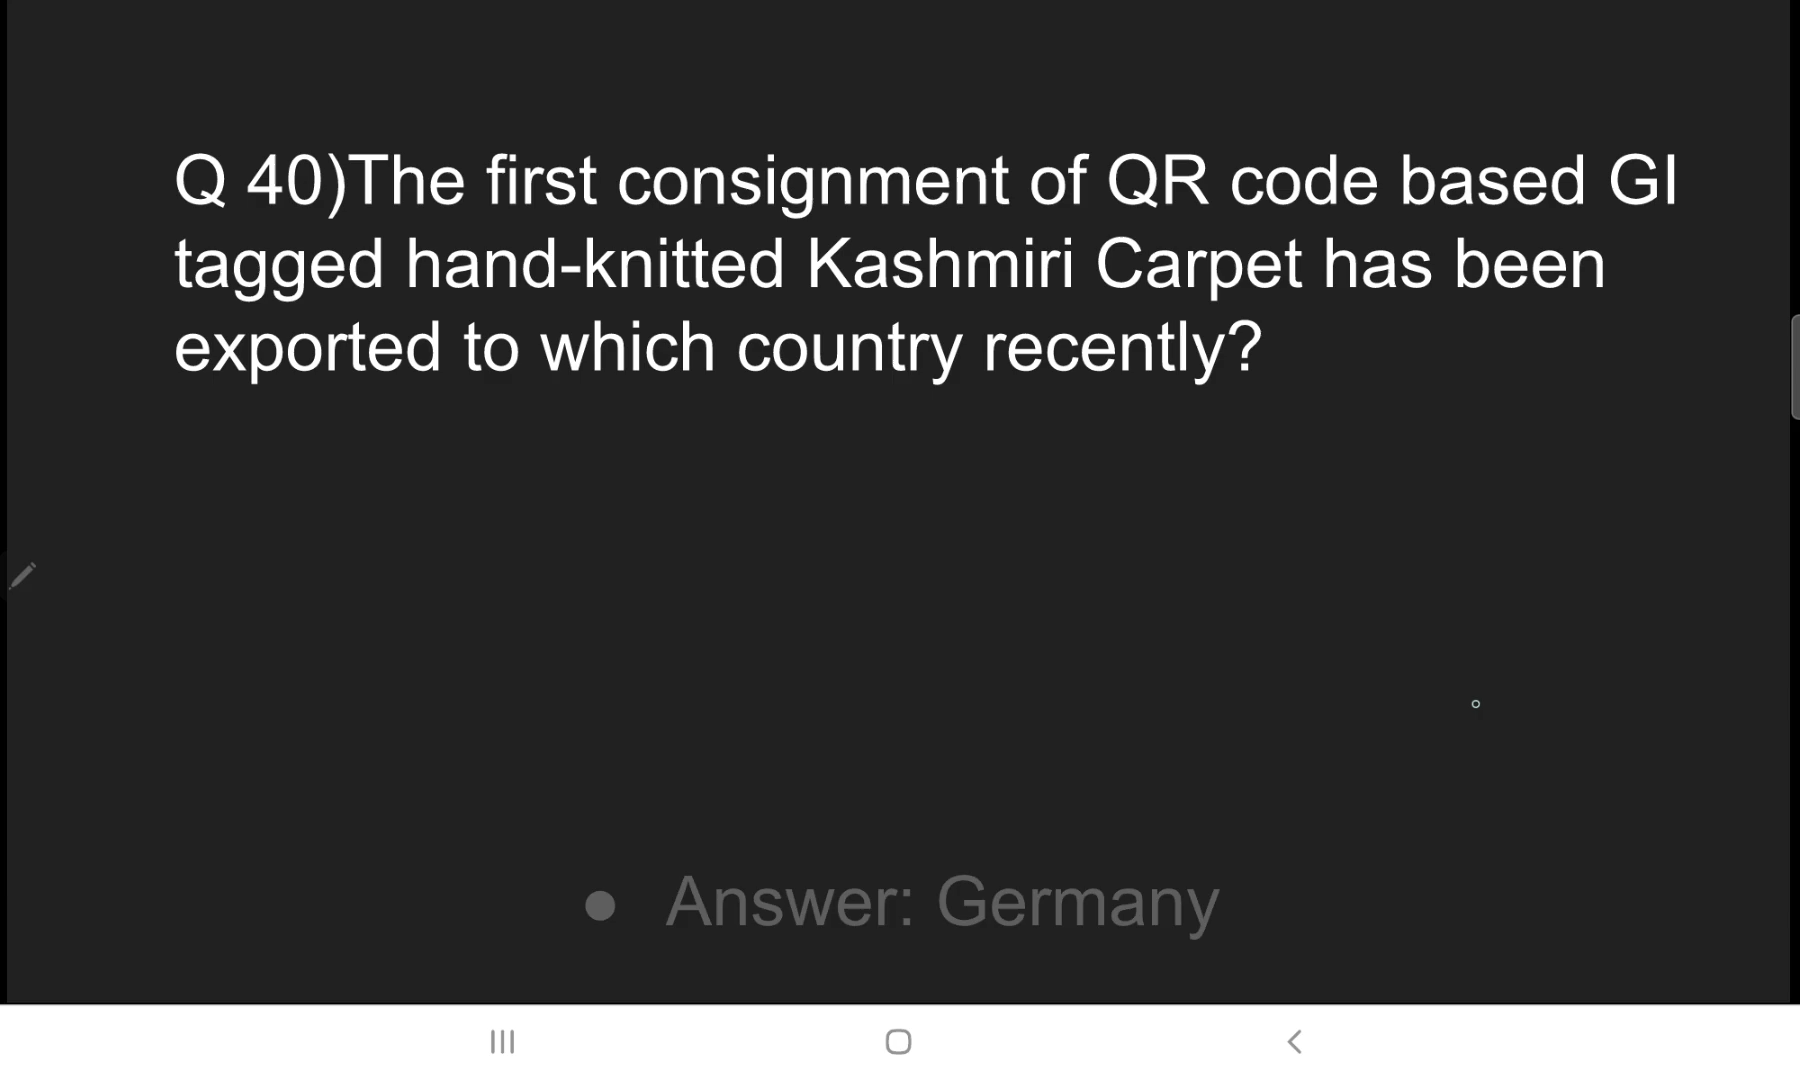 Q 40)The first consignment of QR code based GI
tagged hand-knitted Kashmiri Carpet has been
exported to which country recently?
● Answer: Germany